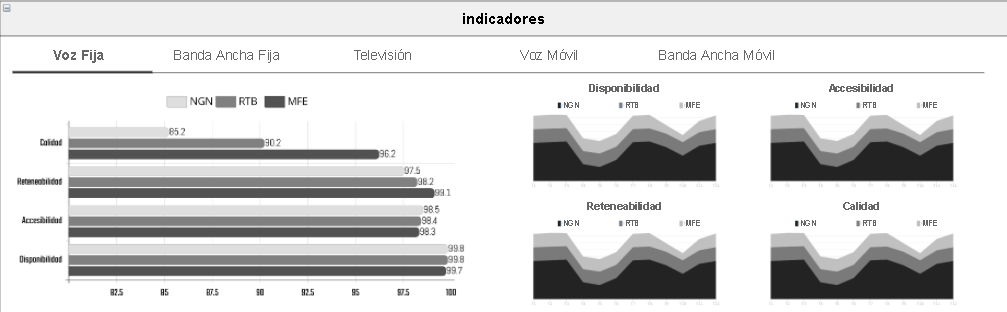 indicadores
Voz Fija Banda Ancha Fija Televisión Voz Móvil Banda Ancha Móvil
NGN RTB MFE
Calidad
85.2
90.2
96.2
Reteneabilidad
97.5
98.2
99.1
Accesibilidad
98.5
98.4
98.3
Disponibilidad
99.8
99.8
99.7
82.5 85 87.5 90 92.5 95 97.5 100
Disponibilidad
NGN RTB MFE
Accesibilidad
NGN RTB MFE
Reteneabilidad
NGN RTB MFE
Calidad
NGN RTB MFE